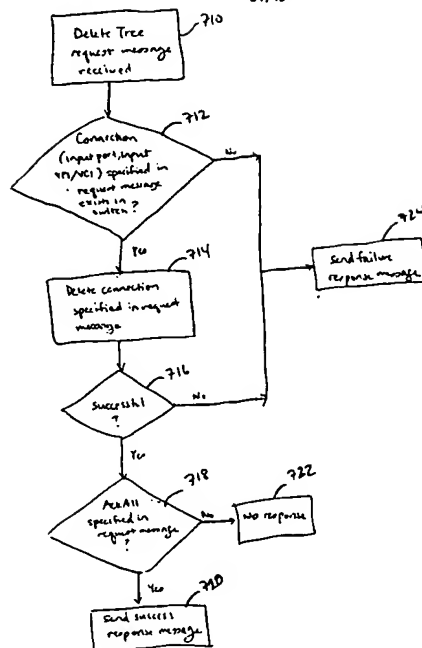 710
Delete Tree
request message
received
712
Connection
(input port, input
VPI/VCI) specified in
request message
exists in
switch?
No
Yes
714
Delete connection
specified in request
message
724
Send failure
response message
716
Successful
?
No
Yes
718
AckAll
specified in
request message
?
No
722
No response
Yes
720
Send success
response message